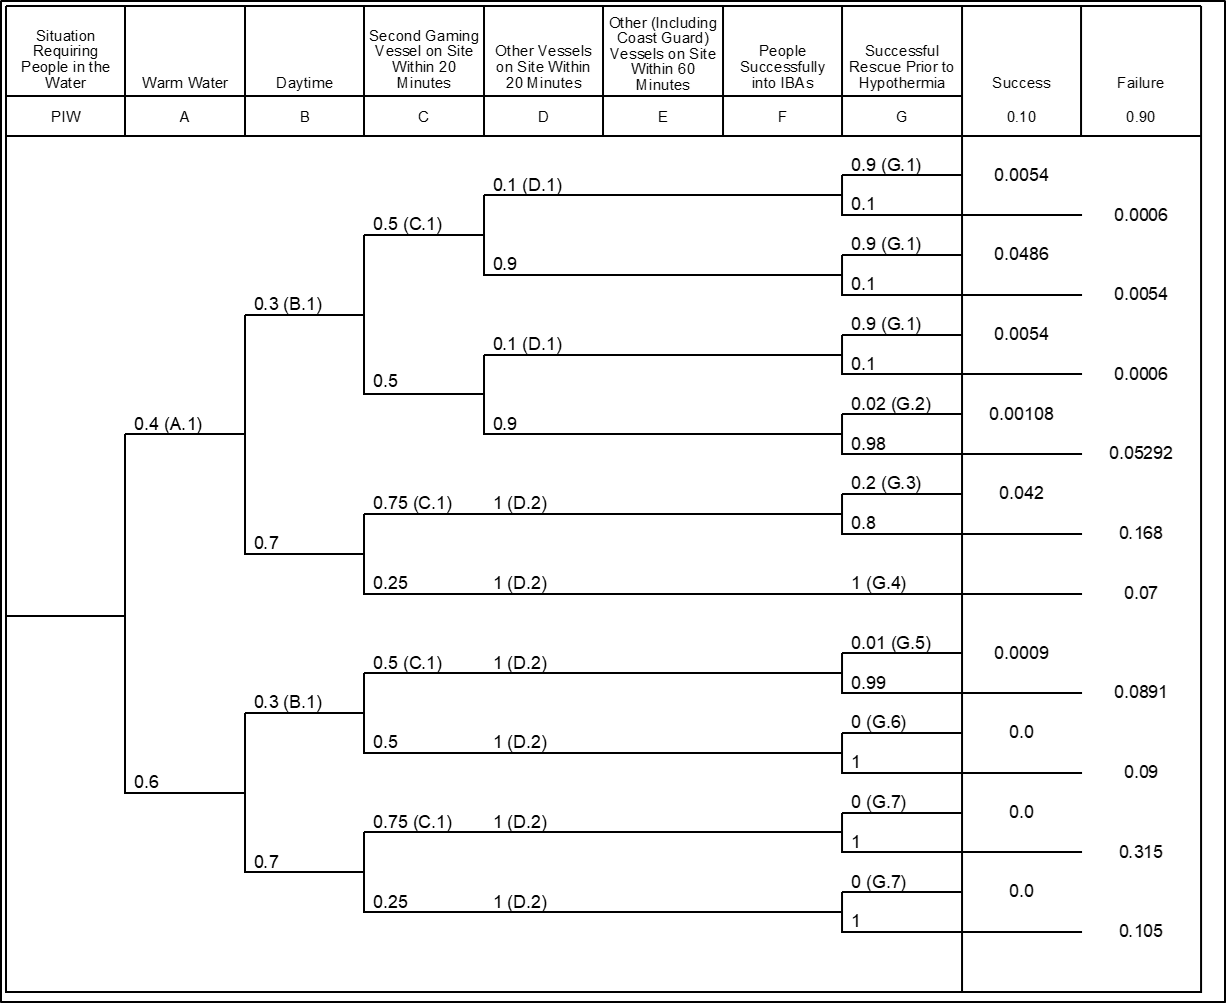 Situation
Requiring
People in the
Water
Warm Water
Daytime
Second Gaming
Vessel on Site
Within 20
Minutes
Other Vessels
on Site Within
20 Minutes
Other (Including
Coast Guard)
Vessels on Site
Within 60
Minutes
People
Successfully
into IBAs
Successful
Rescue Prior to
Hypothermia
Success
Failure
PIW
A
B
C
D
E
F
G
0.10
0.90
0.9 (G.1)
0.0054
0.1 (D.1)
0.1
0.0006
0.5 (C.1)
0.9 (G.1)
0.0486
0.9
0.1
0.0054
0.3 (B.1)
0.9 (G.1)
0.0054
0.1 (D.1)
0.1
0.0006
0.5
0.02 (G.2)
0.00108
0.4 (A.1)
0.9
0.98
0.05292
0.2 (G.3)
0.042
0.75 (C.1)
1 (D.2)
0.8
0.168
0.7
0.25
1 (D.2)
1 (G.4)
0.07
0.01 (G.5)
0.0009
0.5 (C.1)
1 (D.2)
0.99
0.0891
0.3 (B.1)
0 (G.6)
0.0
0.5
1 (D.2)
1
0.09
0.6
0 (G.7)
0.0
0.75 (C.1)
1 (D.2)
1
0.315
0.7
0 (G.7)
0.0
0.25
1 (D.2)
1
0.105